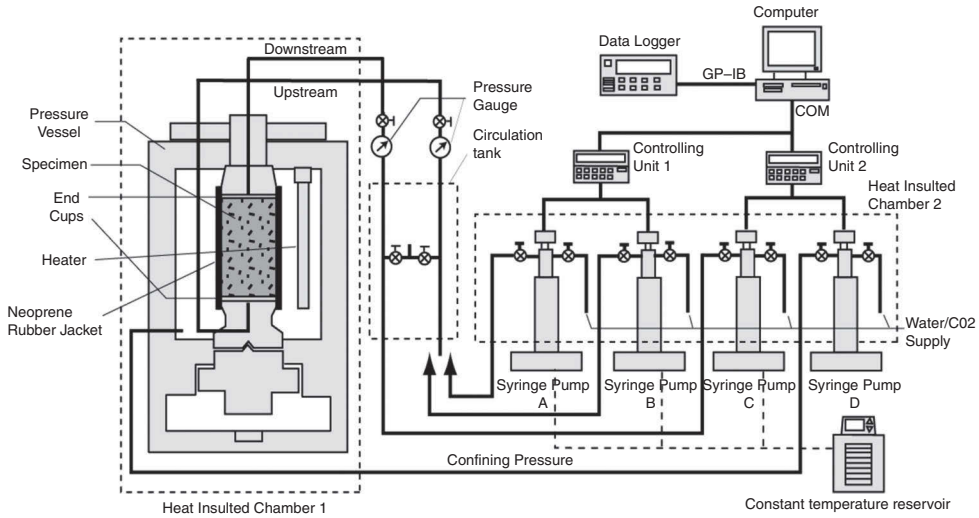 Computer
Data Logger
GP–IB
COM
Downstream
Upstream
Pressure
Gauge
Circulation
tank
Pressure
Vessel
Specimen
End
Cups
Heater
Neoprene
Rubber Jacket
Controlling
Unit 1
Controlling
Unit 2
Heat Insulted
Chamber 2
Water/C02
Supply
Syringe Pump
A
Syringe Pump
B
Syringe Pump
C
Syringe Pump
D
Confining Pressure
Heat Insulted Chamber 1
Constant temperature reservoir